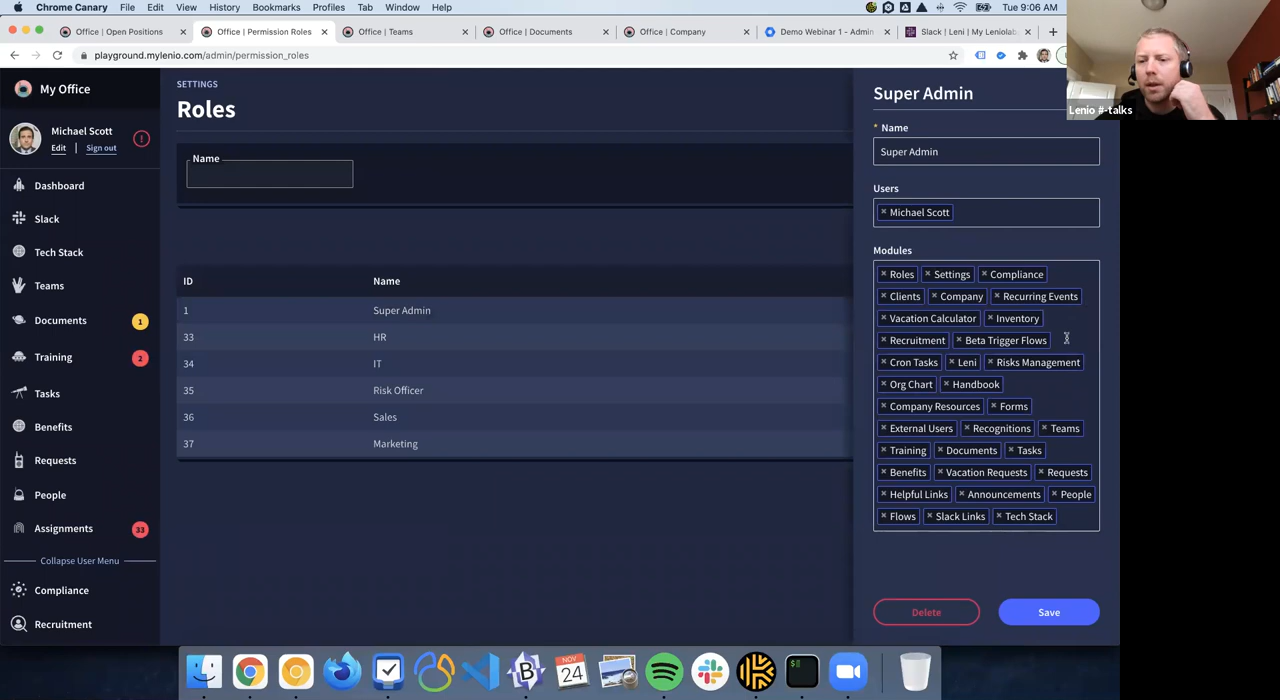 Chrome Canary File Edit View History Bookmarks Profiles Tab Window Help Tue 9:06 AM
Office | Open Positions Office | Permission Roles Office | Teams Office | Documents Office | Company Demo Webinar 1 - Admin Slack | Leni | My Leniolab
playground.mylenio.com/admin/permission_roles
Lenio #-talks
My Office
Michael Scott
Edit | Sign out
Dashboard
Slack
Tech Stack
Teams
Documents 1
Training 2
Tasks
Benefits
Requests
People
Assignments 33
Collapse User Menu
Compliance
Recruitment
SETTINGS
Roles
Name
ID Name
1 Super Admin
33 HR
34 IT
35 Risk Officer
36 Sales
37 Marketing
Super Admin
* Name
Super Admin
Users
× Michael Scott
Modules
× Roles × Settings × Compliance
× Clients × Company × Recurring Events
× Vacation Calculator × Inventory
× Recruitment × Beta Trigger Flows
× Cron Tasks × Leni × Risks Management
× Org Chart × Handbook
× Company Resources × Forms
× External Users × Recognitions × Teams
× Training × Documents × Tasks
× Benefits × Vacation Requests × Requests
× Helpful Links × Announcements × People
× Flows × Slack Links × Tech Stack
Delete Save
NOV
24